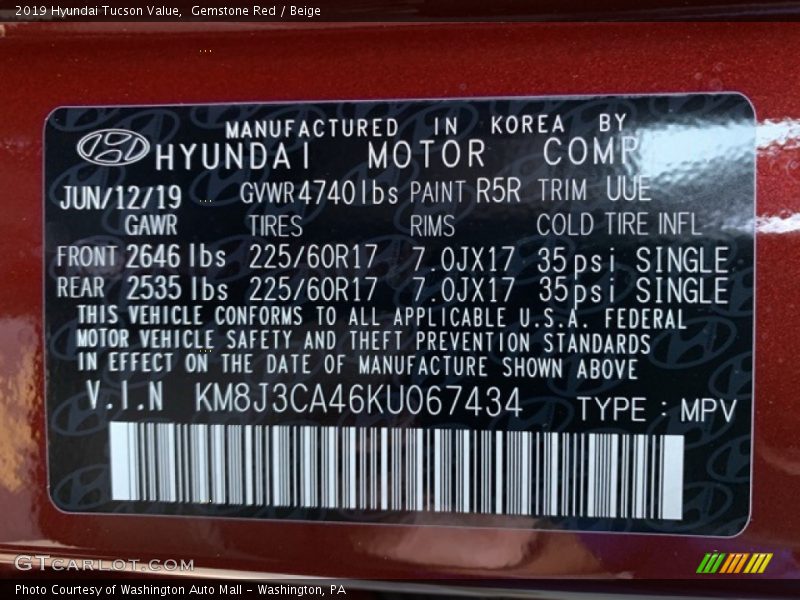 2019 Hyundai Tucson Value, Gemstone Red / Beige
MANUFACTURED IN KOREA BY
HYUNDAI MOTOR COMP
JUN/12/19 GVWR 4740 lbs PAINT R5R TRIM UUE
GAWR TIRES RIMS COLD TIRE INFL
FRONT 2646 lbs 225/60R17 7.0JX17 35psi SINGLE
REAR 2535 lbs 225/60R17 7.0JX17 35psi SINGLE
THIS VEHICLE CONFORMS TO ALL APPLICABLE U.S.A. FEDERAL
MOTOR VEHICLE SAFETY AND THEFT PREVENTION STANDARDS
IN EFFECT ON THE DATE OF MANUFACTURE SHOWN ABOVE
V.I.N KM8J3CA46KU067434 TYPE : MPV
GTCARLOT.COM
Photo Courtesy of Washington Auto Mall - Washington, PA